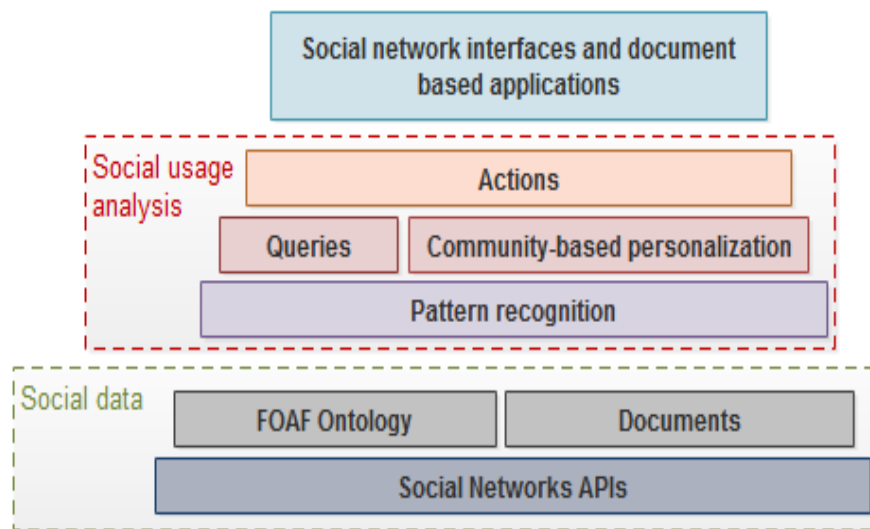 Social network interfaces and document
based applications
Social usage
analysis
Actions
Queries
Community-based personalization
Pattern recognition
Social data
FOAF Ontology
Documents
Social Networks APIs